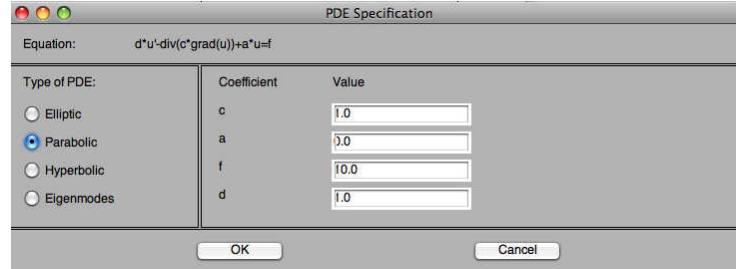 PDE Specification
Equation: d*u'-div(c*grad(u))+a*u=f
Type of PDE: Coefficient Value
Elliptic c 1.0
Parabolic a 0.0
Hyperbolic f 10.0
Eigenmodes d 1.0
OK Cancel